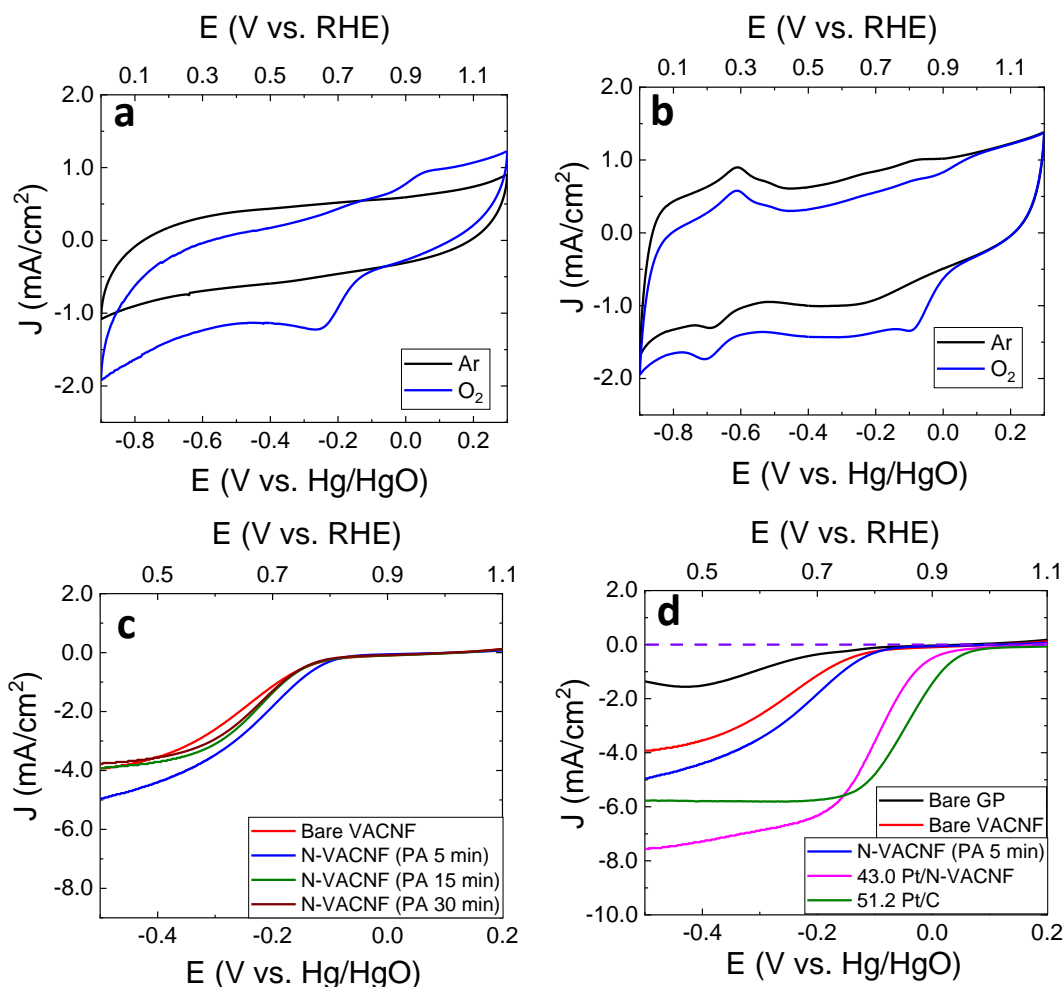 E (V vs. RHE)
0.1 0.3 0.5 0.7 0.9 1.1
a
2.0
1.0
0.0
-1.0
-2.0
J (mA/cm²)
Ar
O₂
-0.8 -0.6 -0.4 -0.2 0.0 0.2
E (V vs. Hg/HgO)
E (V vs. RHE)
0.1 0.3 0.5 0.7 0.9 1.1
b
2.0
1.0
0.0
-1.0
-2.0
J (mA/cm²)
Ar
O₂
-0.8 -0.6 -0.4 -0.2 0.0 0.2
E (V vs. Hg/HgO)
E (V vs. RHE)
0.5 0.7 0.9 1.1
c
2.0
0.0
-2.0
-4.0
-6.0
-8.0
J (mA/cm²)
Bare VACNF
N-VACNF (PA 5 min)
N-VACNF (PA 15 min)
N-VACNF (PA 30 min)
-0.4 -0.2 0.0 0.2
E (V vs. Hg/HgO)
E (V vs. RHE)
0.5 0.7 0.9 1.1
d
2.0
0.0
-2.0
-4.0
-6.0
-8.0
-10.0
J (mA/cm²)
Bare GP
Bare VACNF
N-VACNF (PA 5 min)
43.0 Pt/N-VACNF
51.2 Pt/C
-0.4 -0.2 0.0 0.2
E (V vs. Hg/HgO)